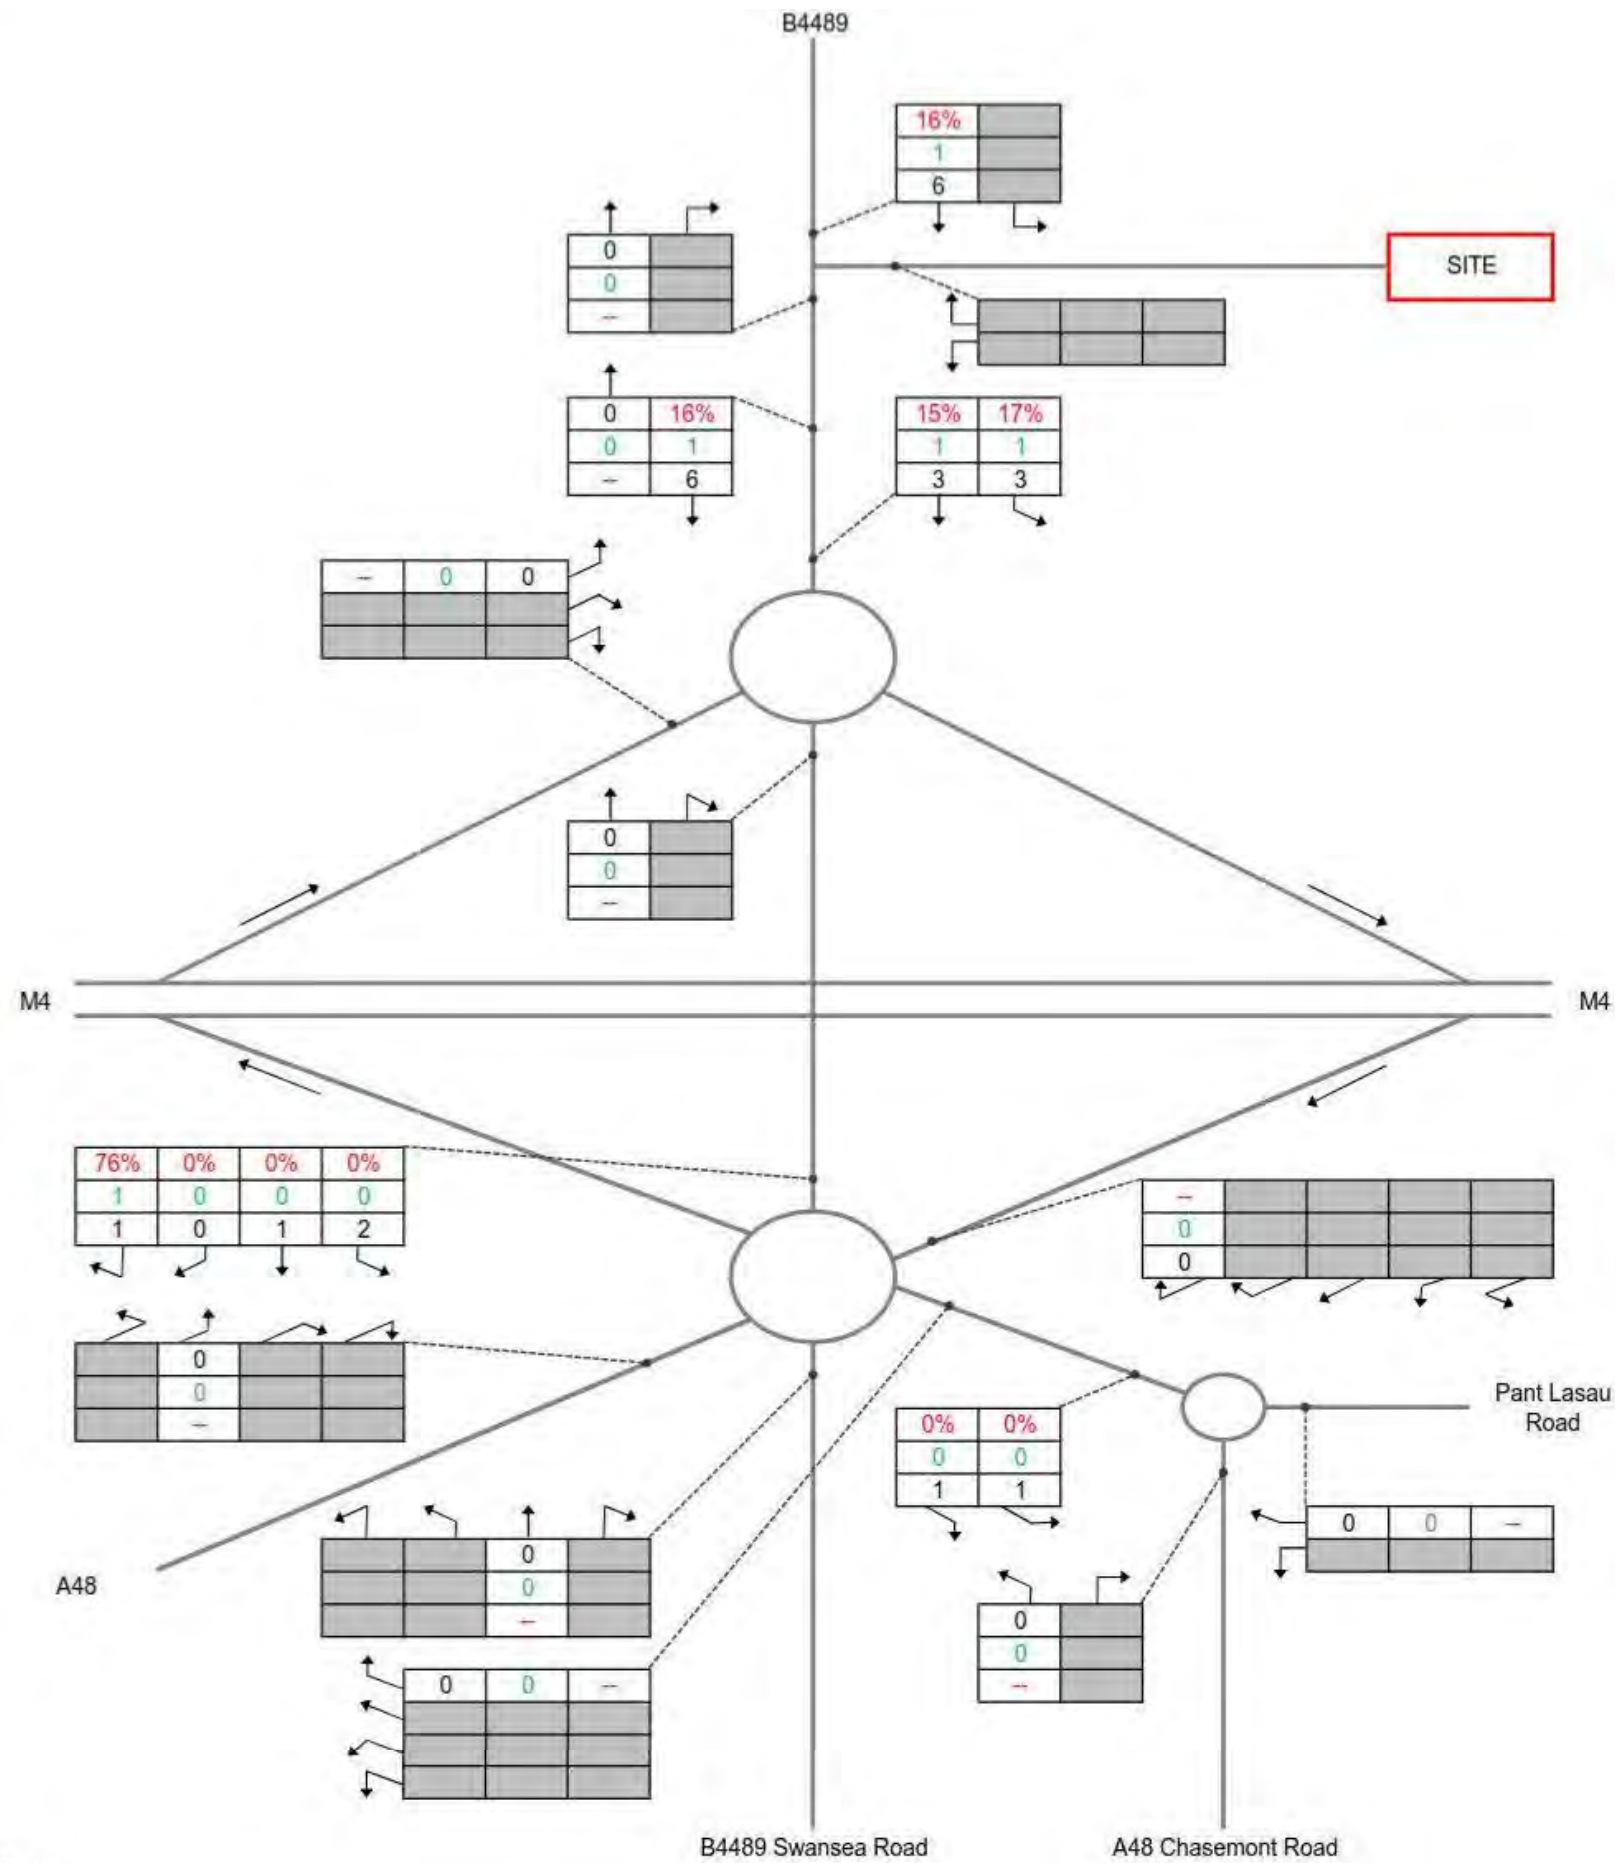 B4489
16%
1
6
0
0
--
SITE
0 16%
0 1
-- 6
15% 17%
1 1
3 3
-- 0 0
0
0
--
M4
M4
76% 0% 0% 0%
1 0 0 0
1 0 1 2
--
0
0
0
0
--
Pant Lasau
Road
0% 0%
0 0
1 1
0 0 --
A48
0
0
--
0
0
--
0 0 --
B4489 Swansea Road
A48 Chasemont Road